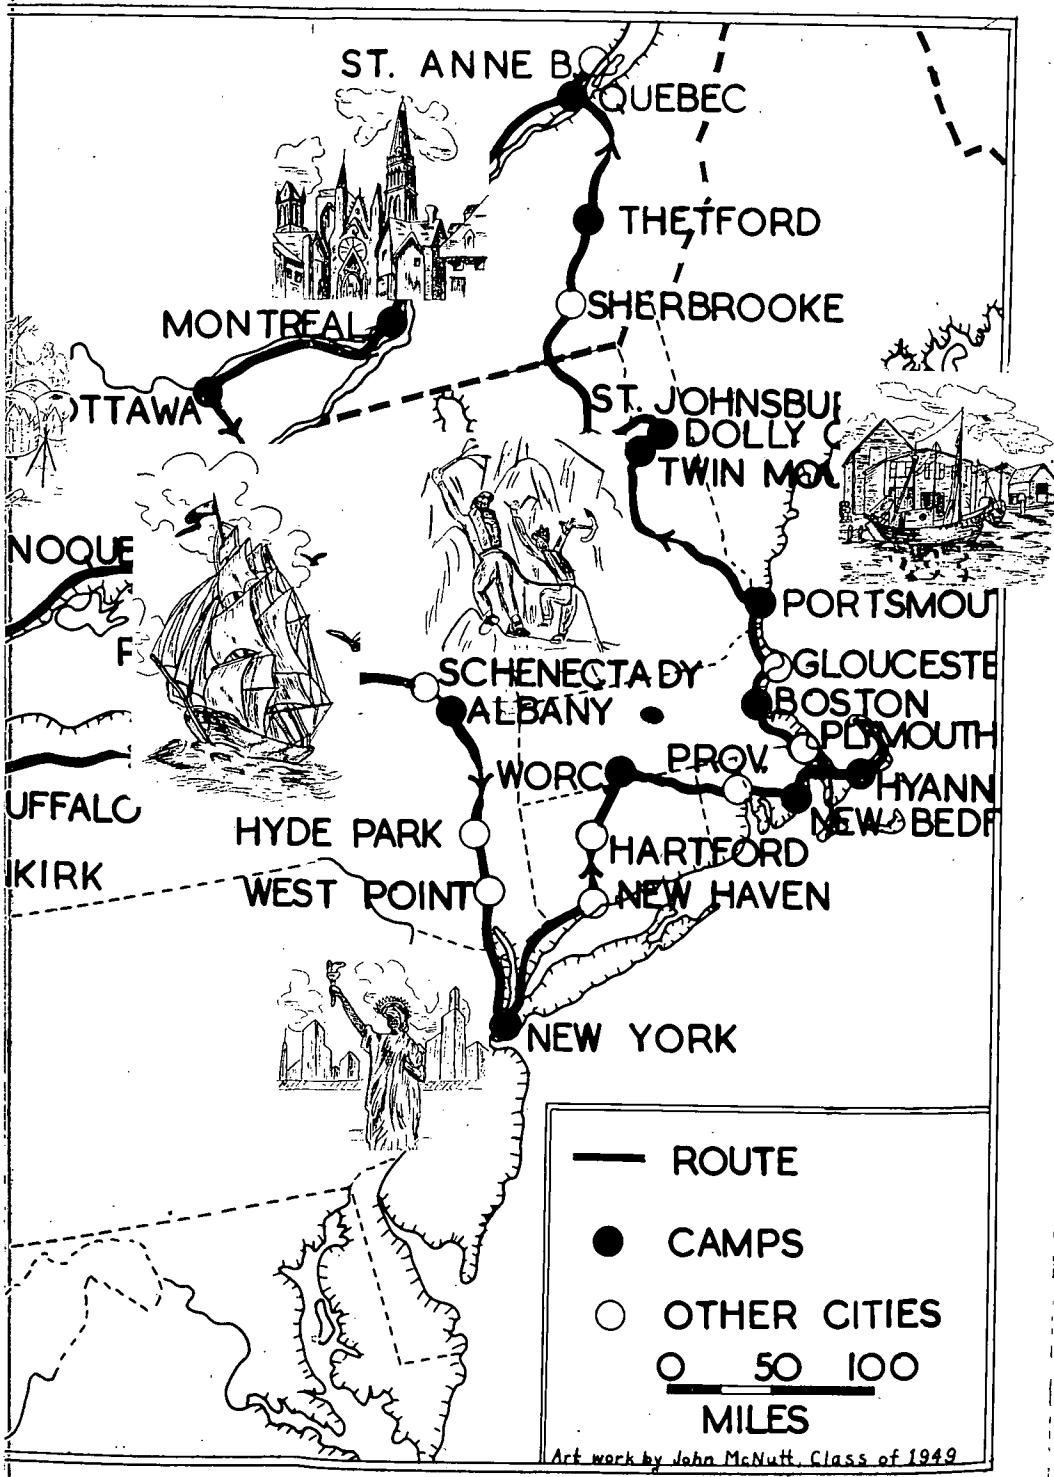 ST. ANNE B.
QUEBEC
THETFORD
SHERBROOKE
MONTREAL
OTTAWA
ST. JOHNSBU
DOLLY C
TWIN MOU
NOQUE
PORTSMOU
SCHENECTADY
GLOUCESTE
ALBANY
BOSTON
PLYMOUTH
WORC
PROV.
HYANN
UFFALO
NEW BEDF
HYDE PARK
HARTFORD
KIRK
WEST POINT
NEW HAVEN
NEW YORK
ROUTE
CAMPS
OTHER CITIES
0 50 100
MILES
Art work by John McNutt, Class of 1949